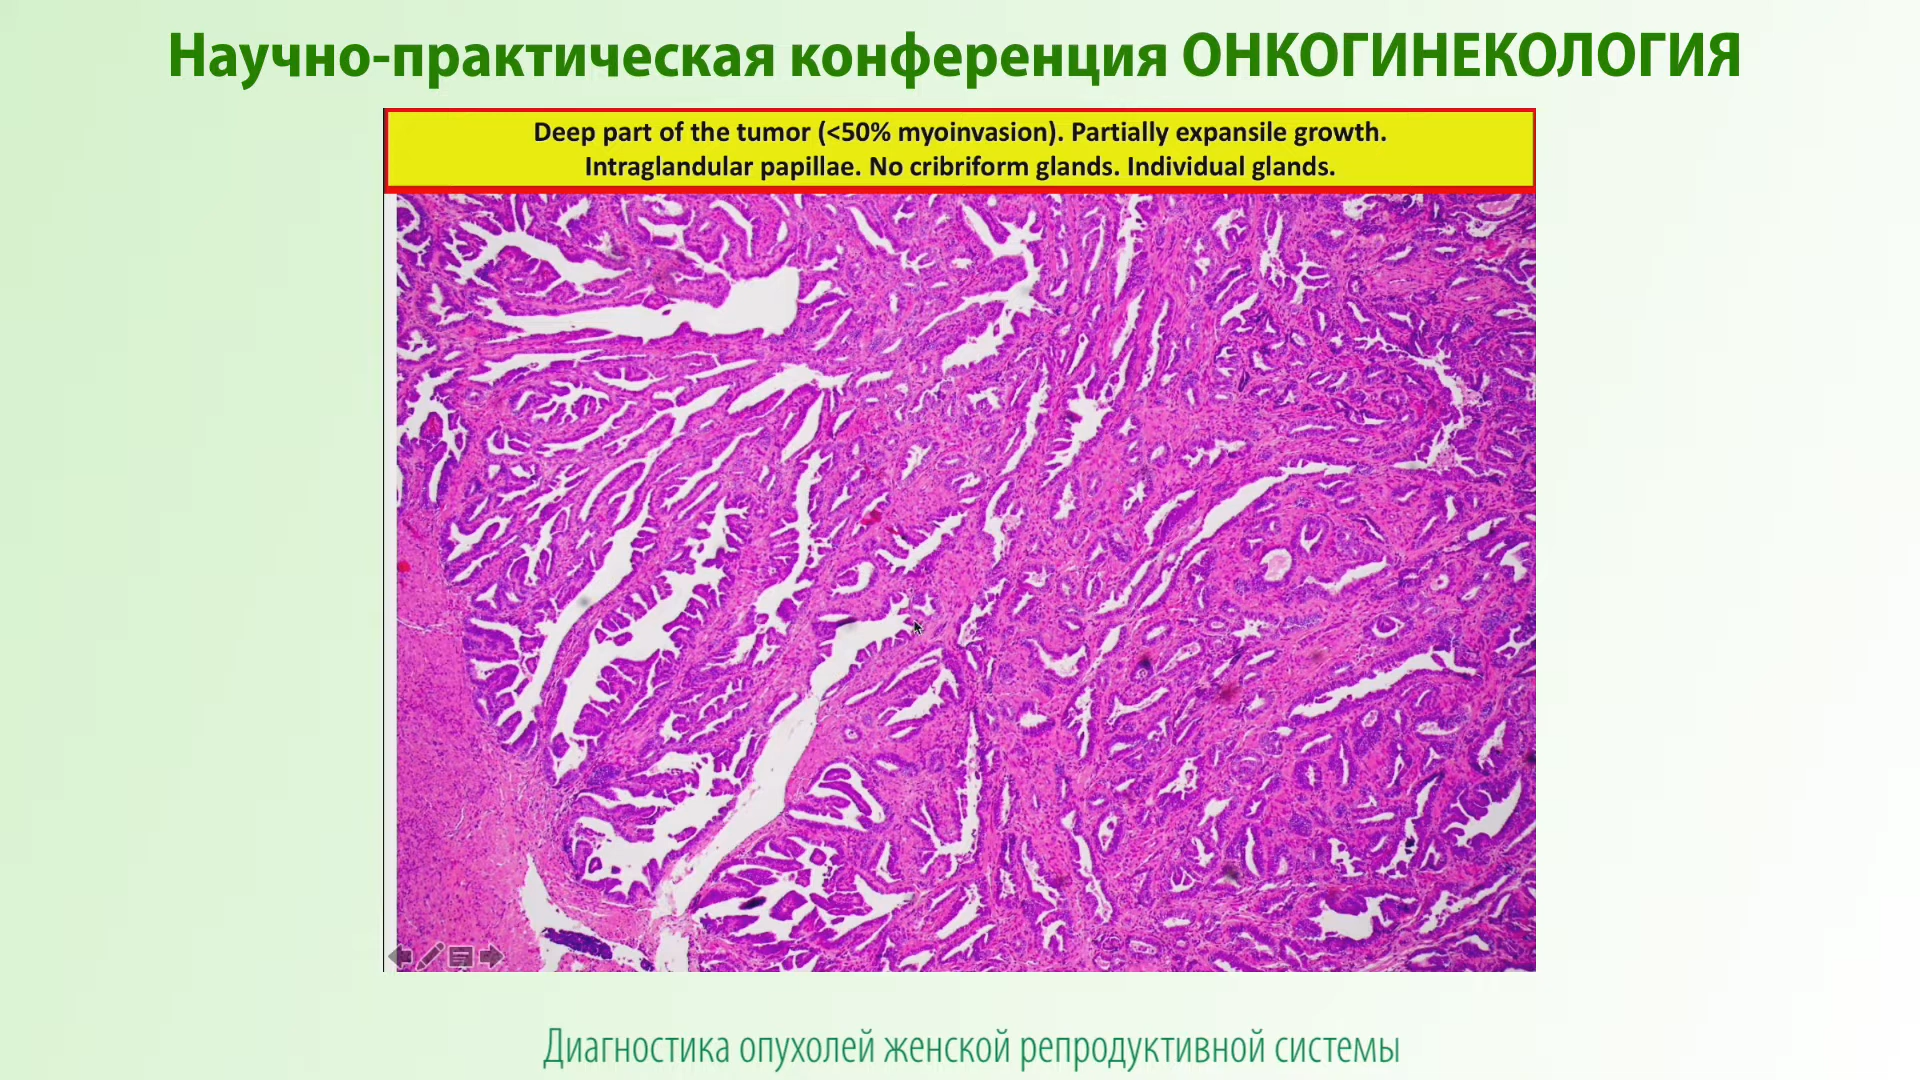 Научно-практическая конференция ОНКОГИНЕКОЛОГИЯ
Deep part of the tumor (<50% myoinvasion). Partially expansile growth.
Intraglandular papillae. No cribriform glands. Individual glands.
Диагностика опухолей женской репродуктивной системы